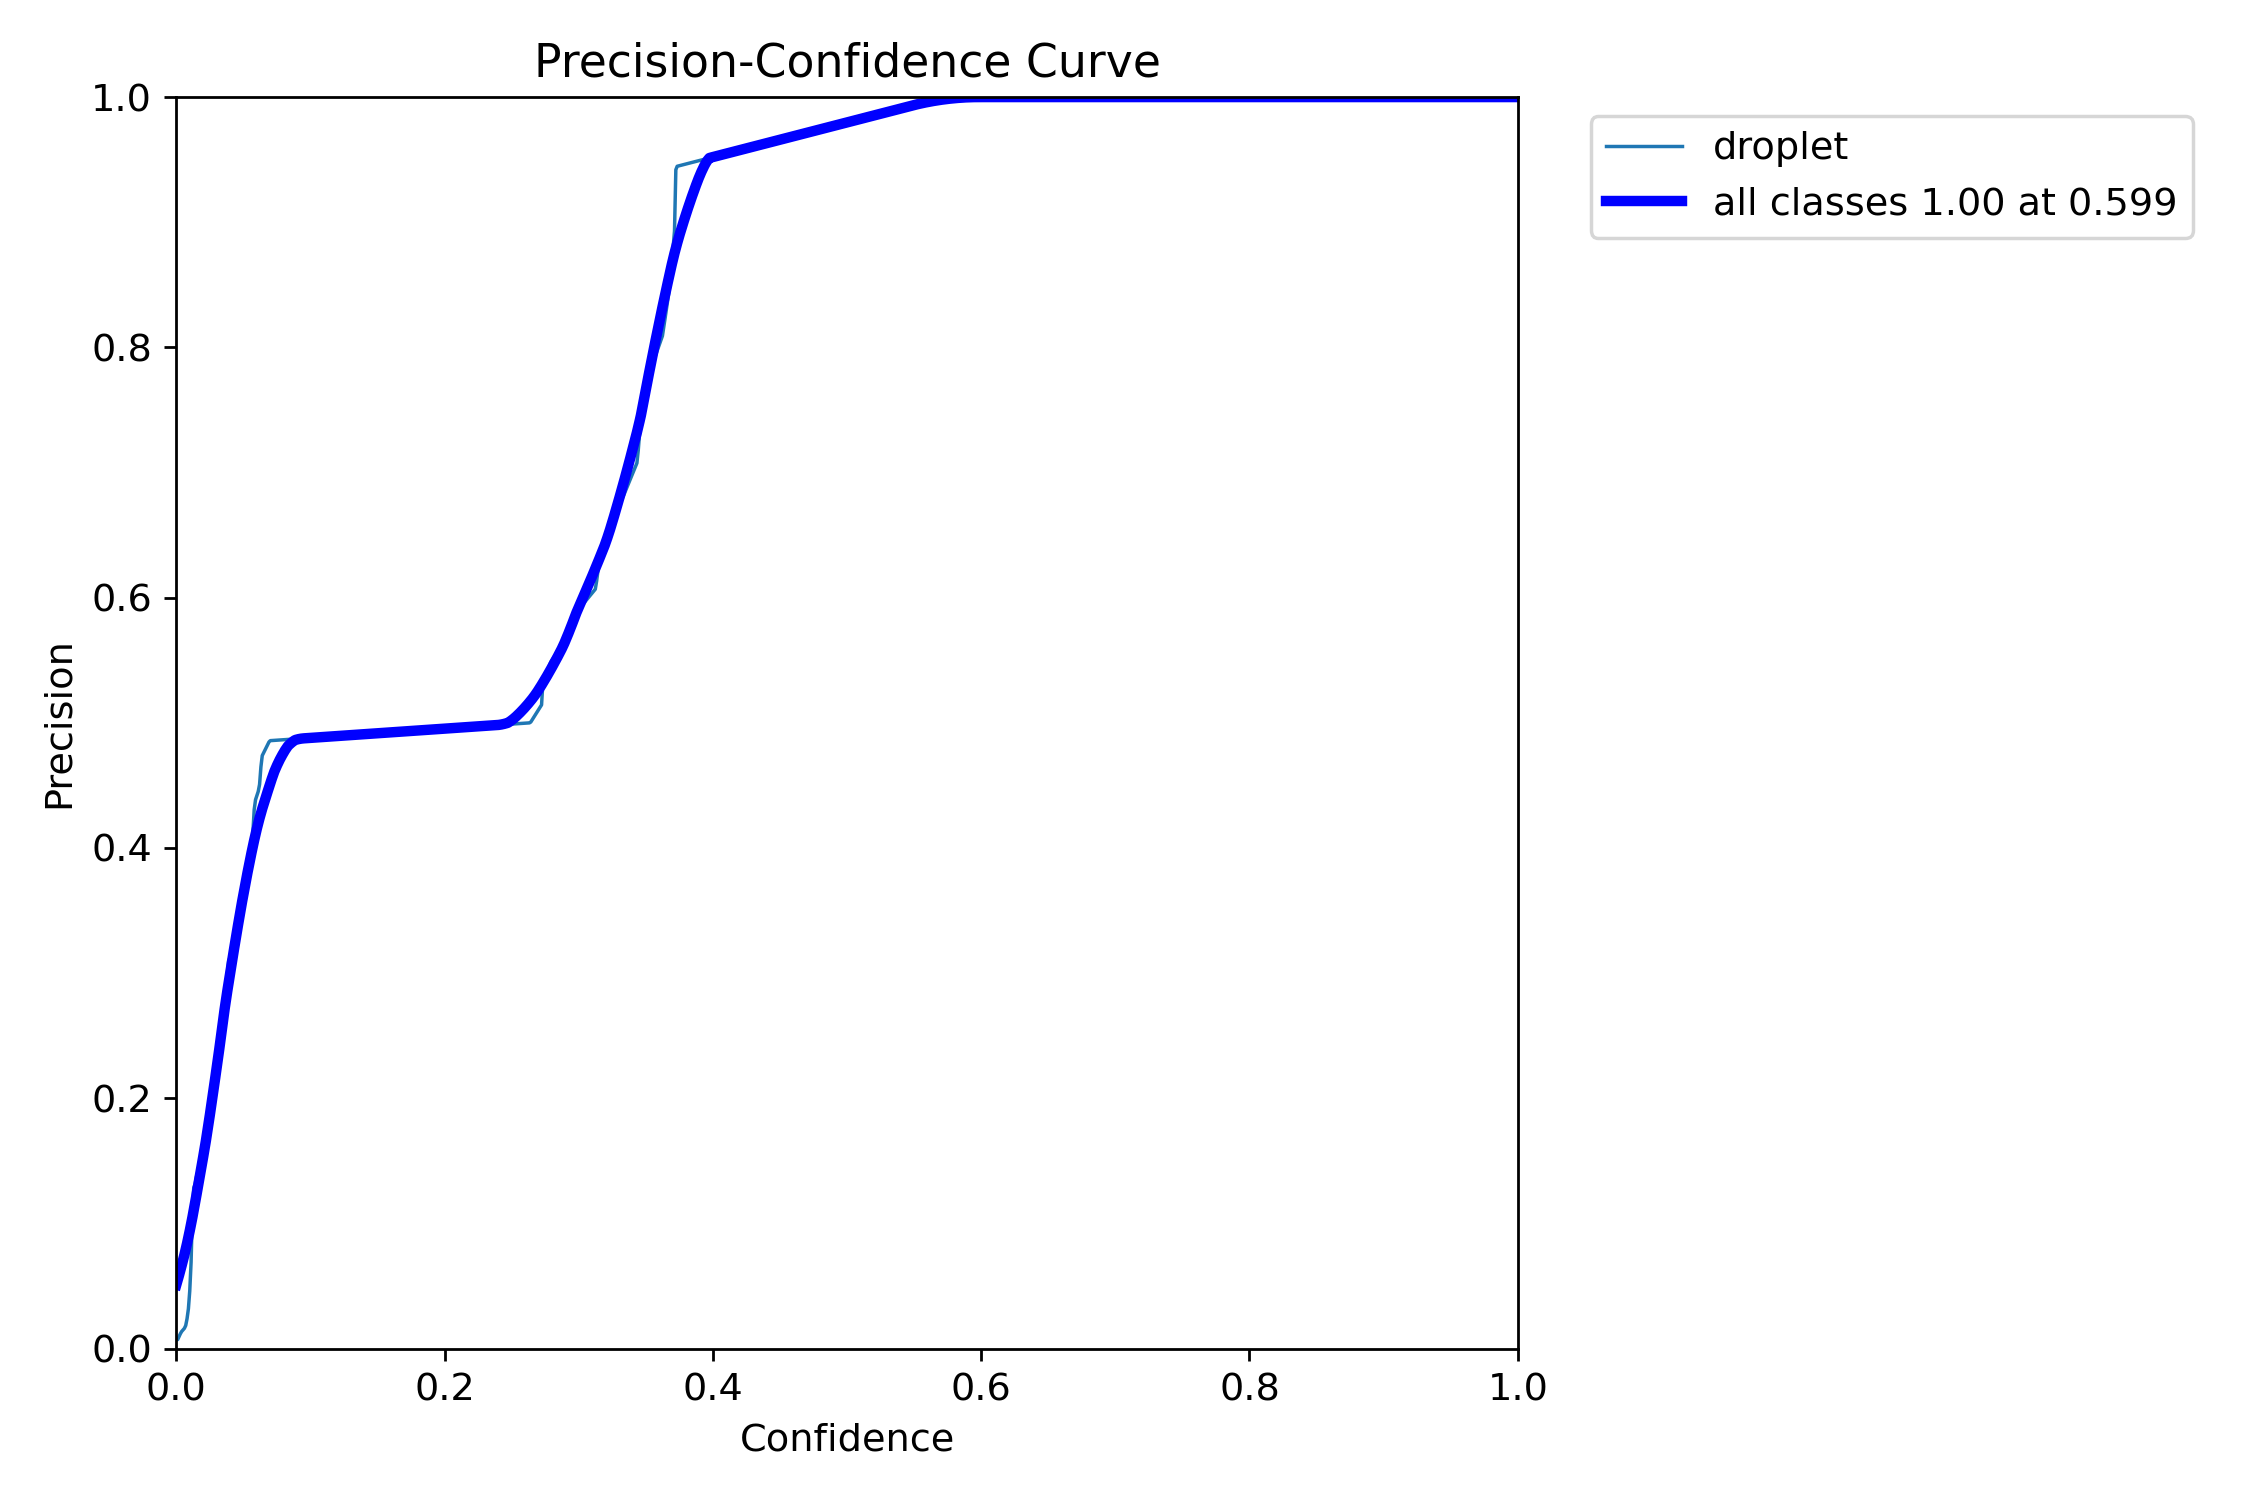 Precision-Confidence Curve
1.0
0.8
0.6
0.4
0.2
0.0
Precision
0.0 0.2 0.4 0.6 0.8 1.0
Confidence
droplet
all classes 1.00 at 0.599